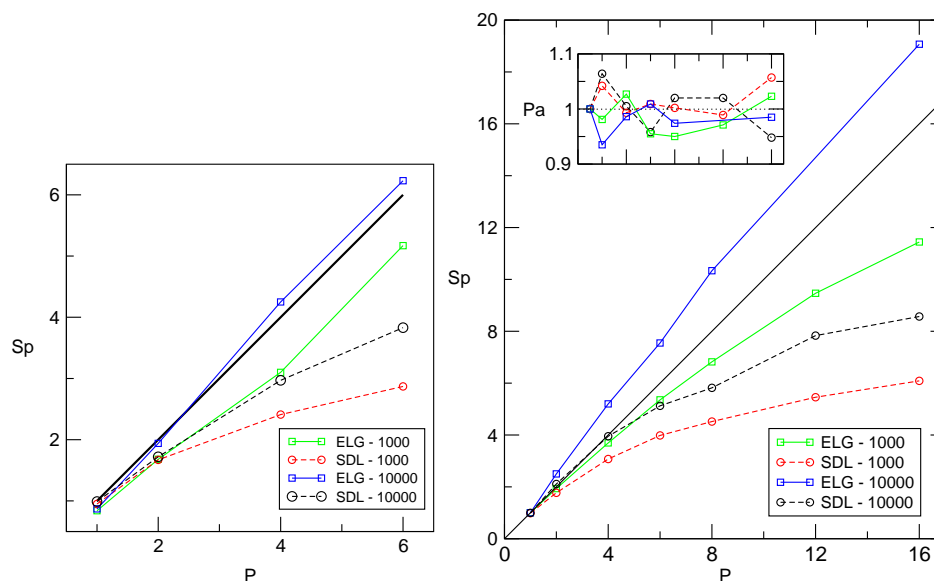 6
4
2
Sp
2
4
6
P
ELG - 1000
SDL - 1000
ELG - 10000
SDL - 10000
20
16
12
8
4
0
Sp
1.1
1
0.9
Pa
0
4
8
12
16
P
ELG - 1000
SDL - 1000
ELG - 10000
SDL - 10000